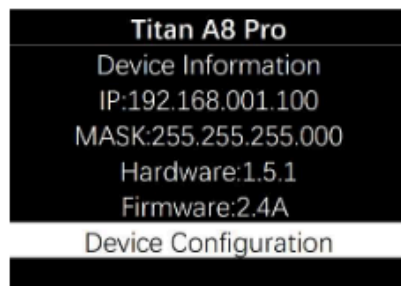 Titan A8 Pro
Device Information
IP:192.168.001.100
MASK:255.255.255.000
Hardware:1.5.1
Firmware:2.4A
Device Configuration